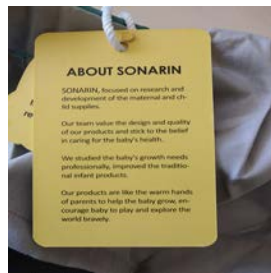 ABOUT SONARIN
SONARIN, focused on research and
development of the maternal and ch-
ild supplies.
Our team value the design and quality
of our products and stick to the belief
in caring for the baby's health.
We studied the baby's growth needs
professionally, improved the traditio-
nal infant products.
Our products are like the warm hands
of parents to help the baby grow, en-
courage baby to play and explore the
world bravely.